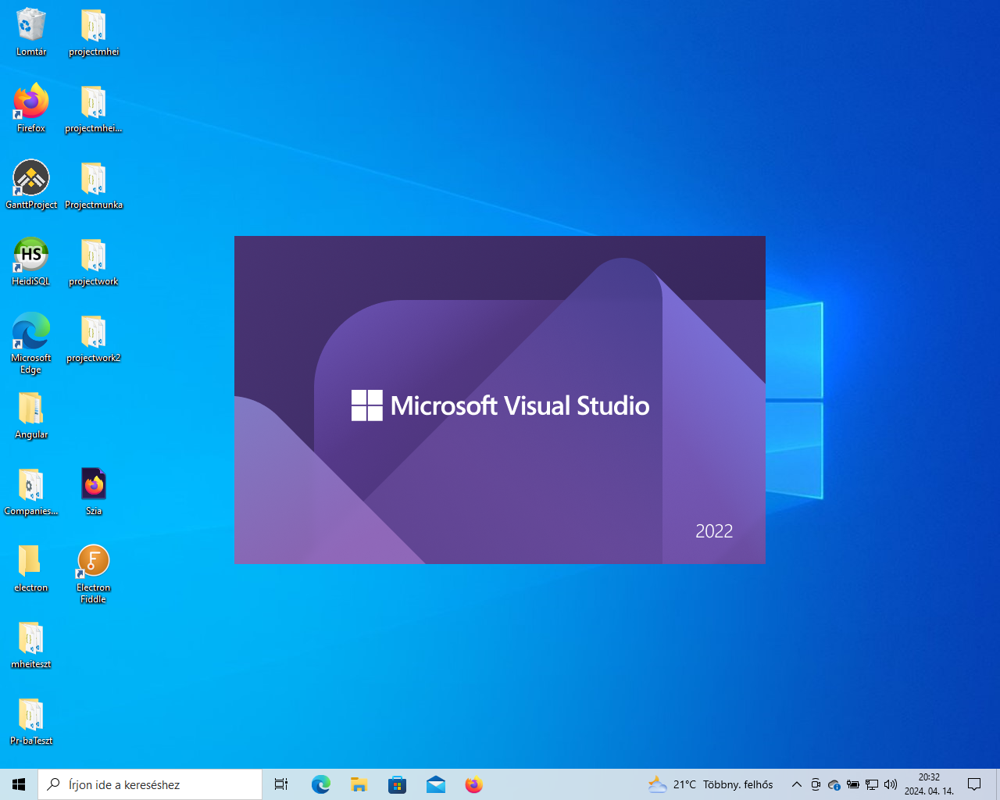 Lomtár
projectmhei
Firefox
projectmhei...
GanttProject
Projectmunka
HS
HeidiSQL
projectwork
Microsoft
Edge
projectwork2
Angular
Companies...
Szia
electron
Electron
Fiddle
mheiteszt
Pr-baTeszt
Microsoft Visual Studio
2022
Írjon ide a kereséshez
21°C Többny. felhős
20:32
2024. 04. 14.